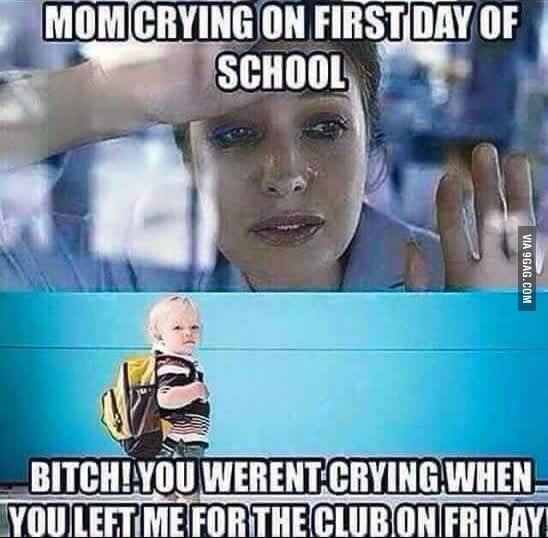 MOM CRYING ON FIRST DAY OF
SCHOOL
VIA 9GAG.COM
BITCH! YOU WERENT CRYING WHEN
YOU LEFT ME FOR THE CLUB ON FRIDAY